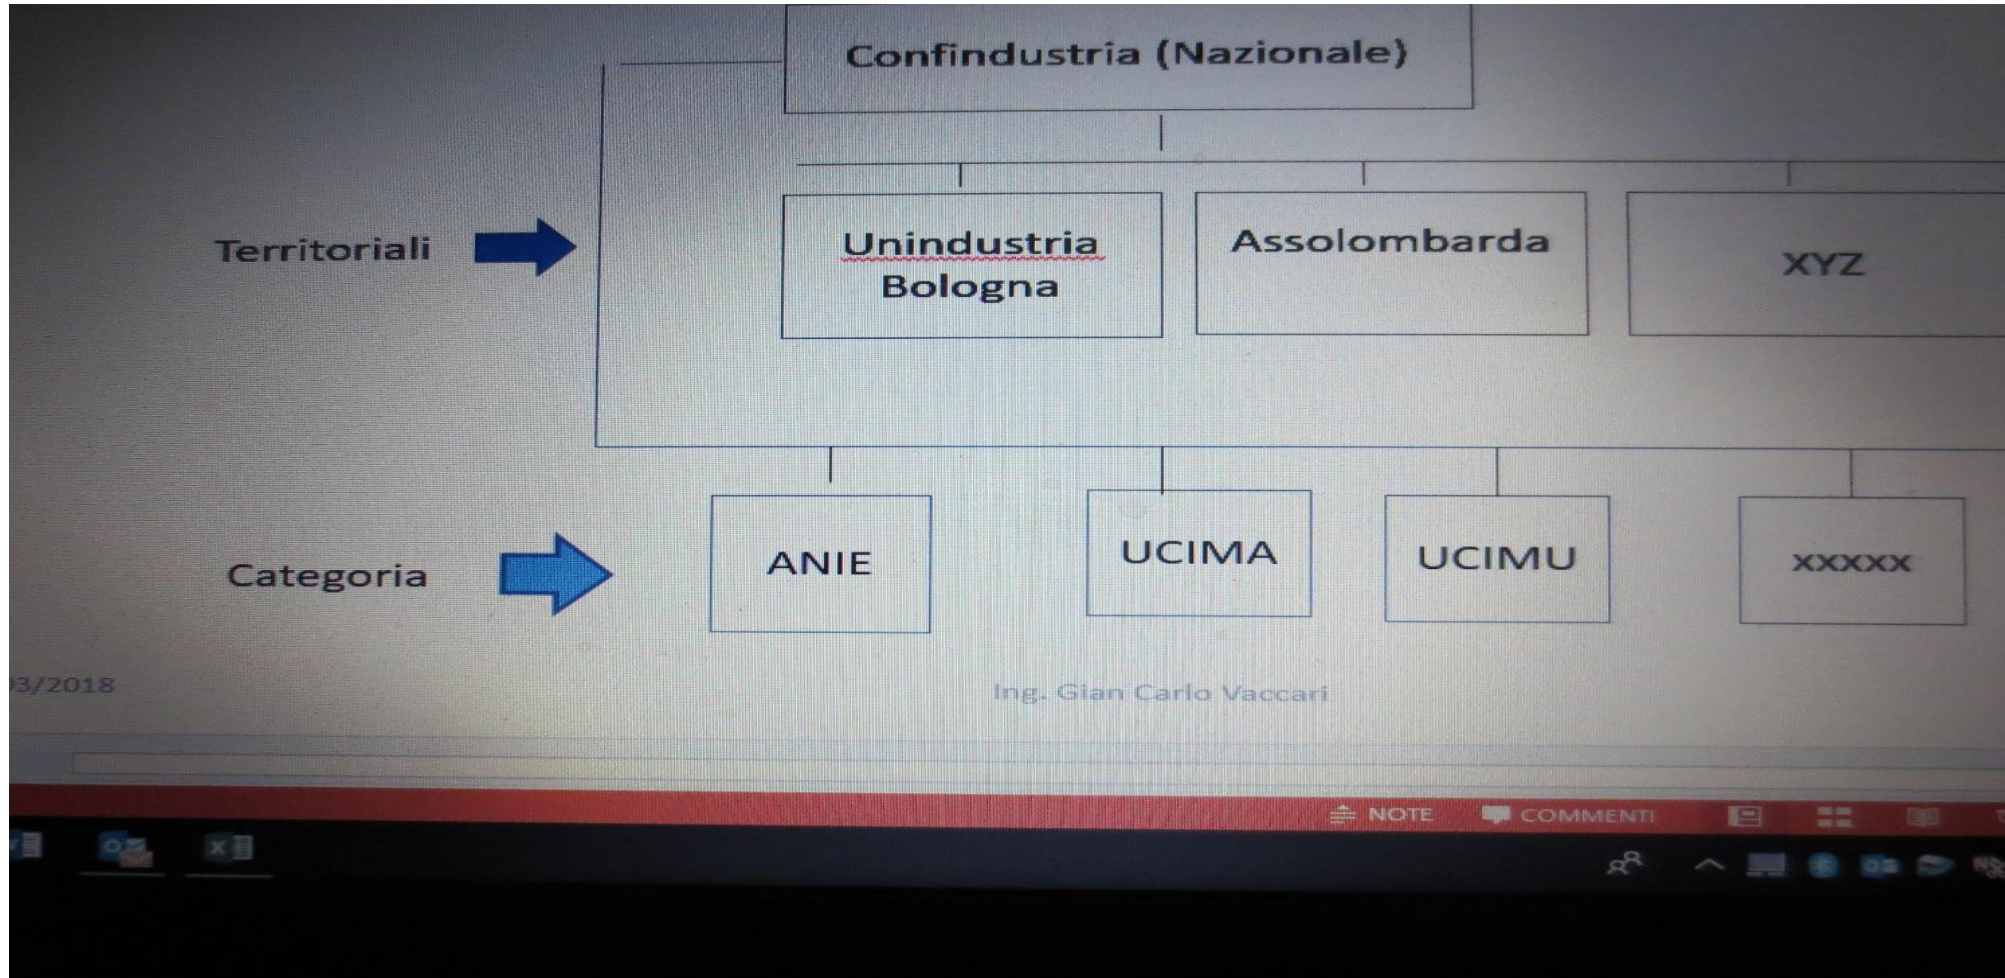 Confindustria (Nazionale)
Territoriali
Unindustria
Bologna
Assolombarda
XYZ
Categoria
ANIE
UCIMA
UCIMU
xxxxx
3/2018
Ing. Gian Carlo Vaccari
NOTE
COMMENTI